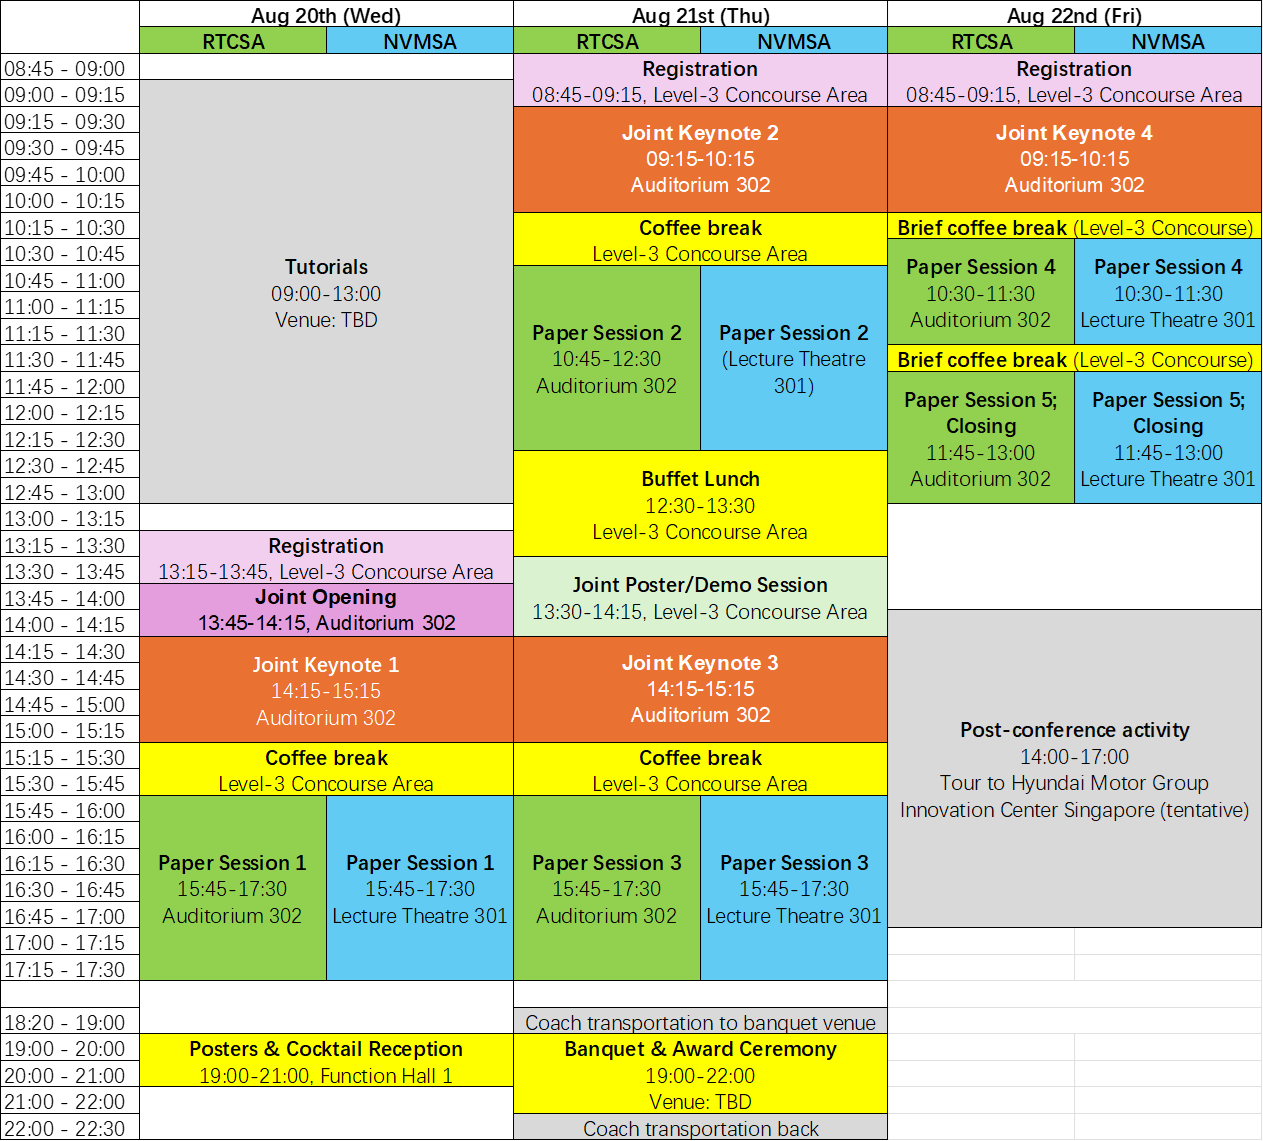 Aug 20th (Wed)
Aug 21st (Thu)
Aug 22nd (Fri)
RTCSA
NVMSA
RTCSA
NVMSA
RTCSA
NVMSA
08:45 - 09:00
09:00 - 09:15
09:15 - 09:30
09:30 - 09:45
09:45 - 10:00
10:00 - 10:15
10:15 - 10:30
10:30 - 10:45
10:45 - 11:00
11:00 - 11:15
11:15 - 11:30
11:30 - 11:45
11:45 - 12:00
12:00 - 12:15
12:15 - 12:30
12:30 - 12:45
12:45 - 13:00
13:00 - 13:15
13:15 - 13:30
13:30 - 13:45
13:45 - 14:00
14:00 - 14:15
14:15 - 14:30
14:30 - 14:45
14:45 - 15:00
15:00 - 15:15
15:15 - 15:30
15:30 - 15:45
15:45 - 16:00
16:00 - 16:15
16:15 - 16:30
16:30 - 16:45
16:45 - 17:00
17:00 - 17:15
17:15 - 17:30
18:20 - 19:00
19:00 - 20:00
20:00 - 21:00
21:00 - 22:00
22:00 - 22:30
Tutorials
09:00-13:00
Venue: TBD
Registration
13:15-13:45, Level-3 Concourse Area
Joint Opening
13:45-14:15, Auditorium 302
Joint Keynote 1
14:15-15:15
Auditorium 302
Coffee break
Level-3 Concourse Area
Paper Session 1
15:45-17:30
Auditorium 302
Paper Session 1
15:45-17:30
Lecture Theatre 301
Posters & Cocktail Reception
19:00-21:00, Function Hall 1
Registration
08:45-09:15, Level-3 Concourse Area
Joint Keynote 2
09:15-10:15
Auditorium 302
Coffee break
Level-3 Concourse Area
Paper Session 2
10:45-12:30
Auditorium 302
Paper Session 2
(Lecture Theatre
301)
Buffet Lunch
12:30-13:30
Level-3 Concourse Area
Joint Poster/Demo Session
13:30-14:15, Level-3 Concourse Area
Joint Keynote 3
14:15-15:15
Auditorium 302
Coffee break
Level-3 Concourse Area
Paper Session 3
15:45-17:30
Auditorium 302
Paper Session 3
15:45-17:30
Lecture Theatre 301
Coach transportation to banquet venue
Banquet & Award Ceremony
19:00-22:00
Venue: TBD
Coach transportation back
Registration
08:45-09:15, Level-3 Concourse Area
Joint Keynote 4
09:15-10:15
Auditorium 302
Brief coffee break (Level-3 Concourse)
Paper Session 4
10:30-11:30
Auditorium 302
Paper Session 4
10:30-11:30
Lecture Theatre 301
Brief coffee break (Level-3 Concourse)
Paper Session 5;
Closing
11:45-13:00
Auditorium 302
Paper Session 5;
Closing
11:45-13:00
Lecture Theatre 301
Post-conference activity
14:00-17:00
Tour to Hyundai Motor Group
Innovation Center Singapore (tentative)